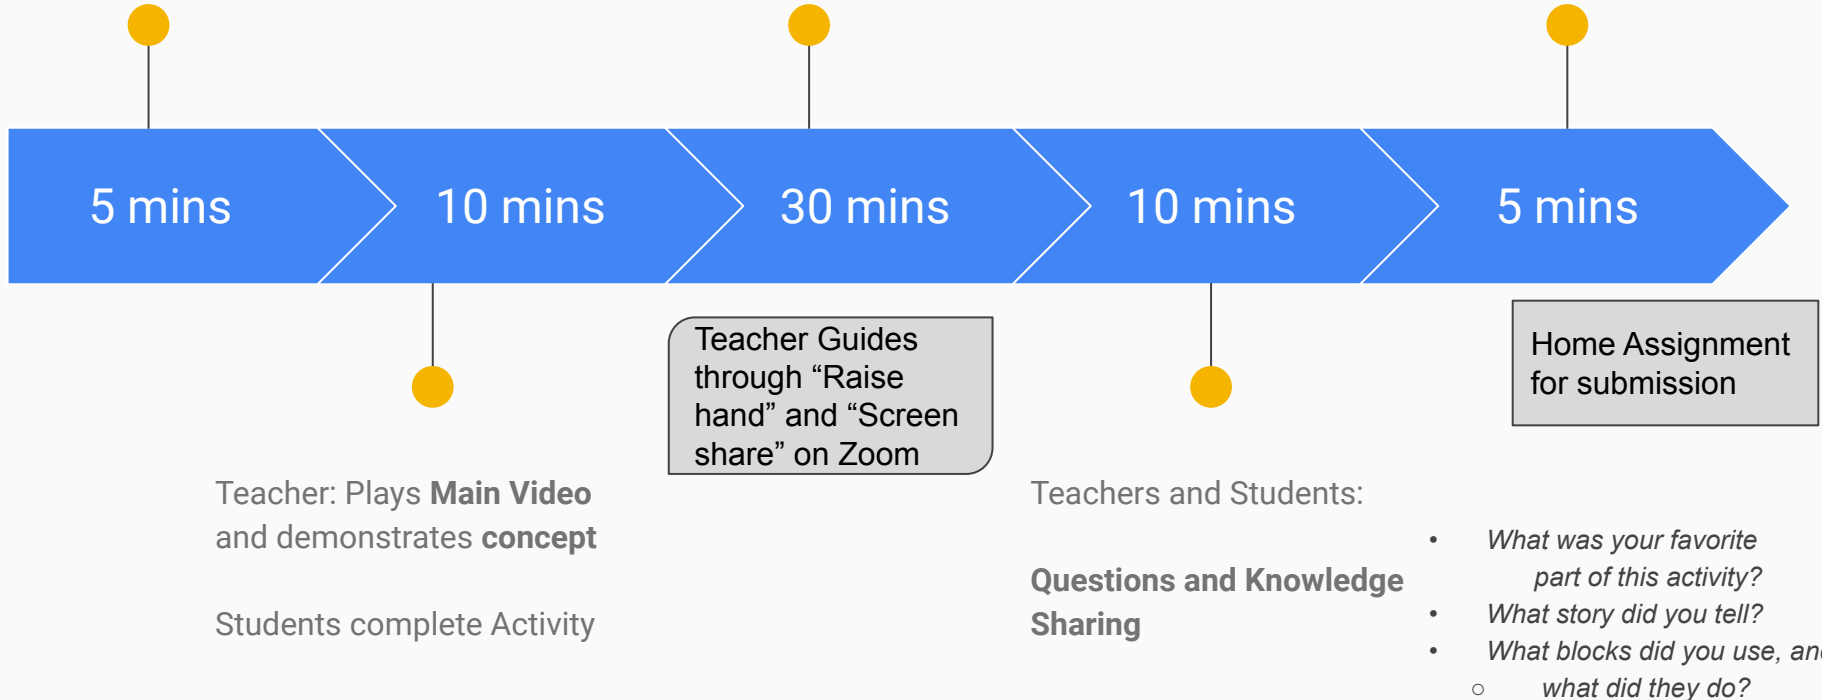 5 mins
10 mins
30 mins
10 mins
5 mins
Teacher Guides
through “Raise
hand” and “Screen
share” on Zoom
Home Assignment
for submission
Teacher: Plays Main Video
and demonstrates concept
Students complete Activity
Teachers and Students:
Questions and Knowledge
Sharing
• What was your favorite
part of this activity?
• What story did you tell?
• What blocks did you use, and
○ what did they do?